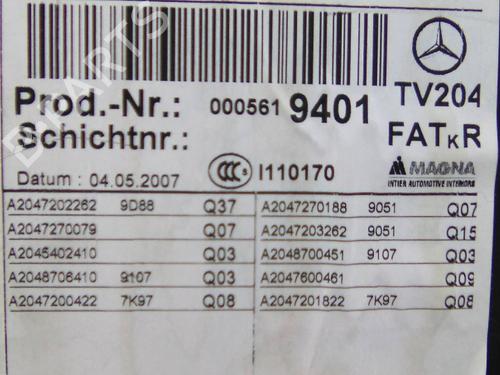 Prod.-Nr.: 000561 9401
TV204
Schichtnr.:
FATKR
Datum : 04.05.2007
CCC S I110170
MAGNA
INTIER AUTOMOTIVE INTERIORS
A2047202262 9D88 Q37
A2047270188 9051 Q07
A2047270079 Q07
A2047203262 9051 Q15
A2045402410 Q03
A2048700451 9107 Q03
A2048706410 9107 Q03
A2047600461 Q09
A2047200422 7K97 Q08
A2047201822 7K97 Q08